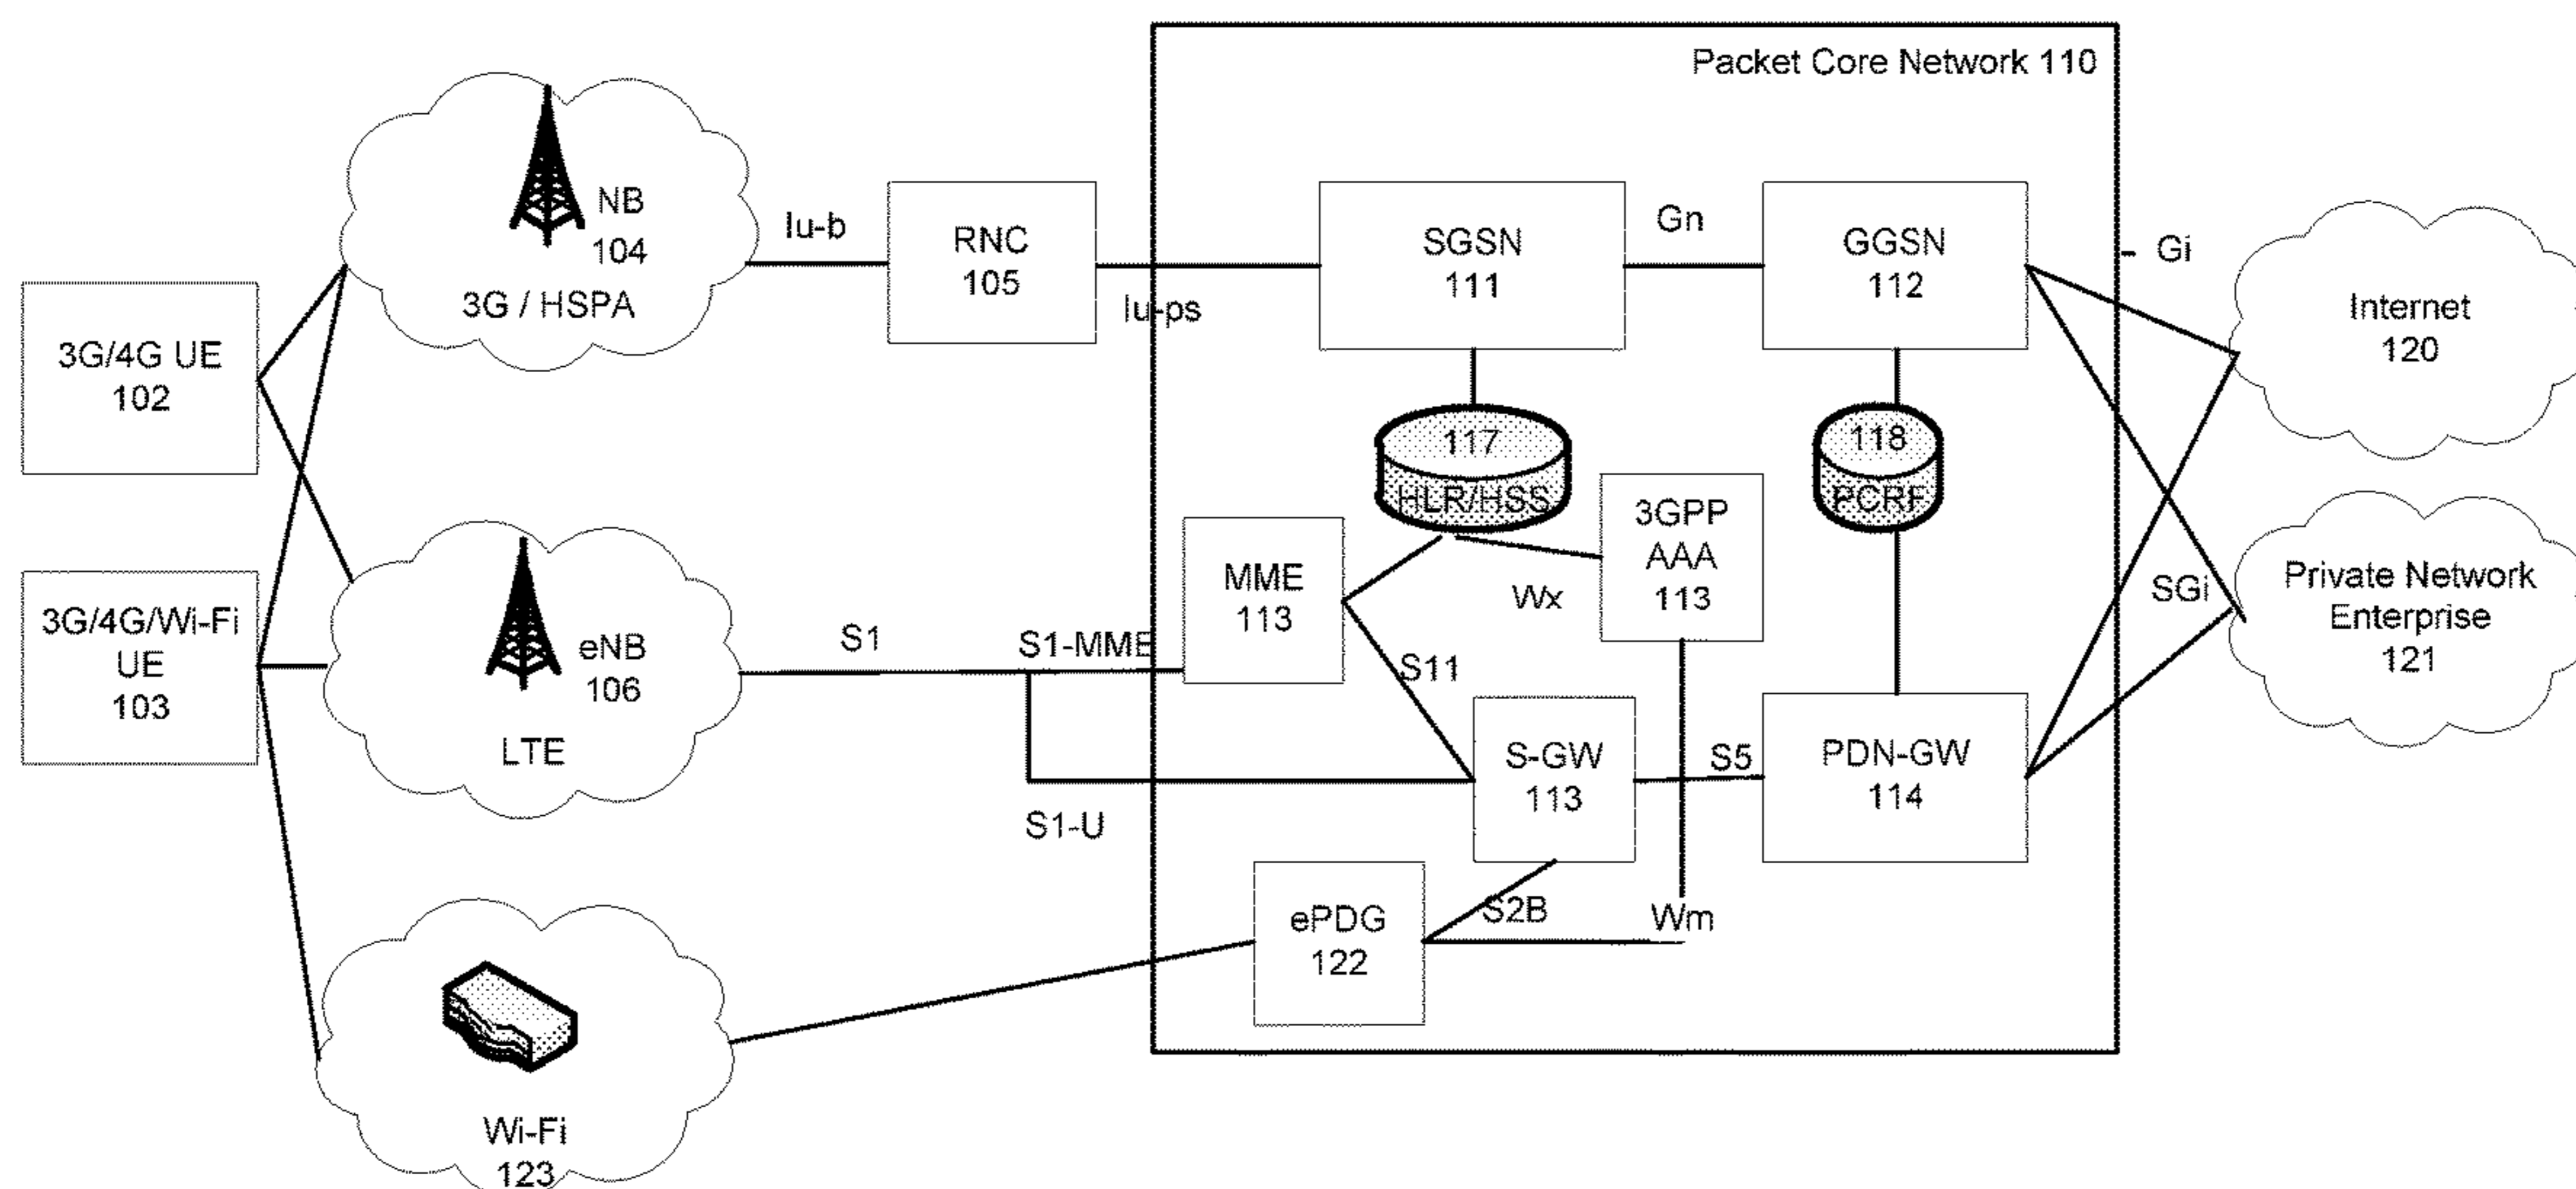 Packet Core Network 110
NB
104
3G / HSPA
Iu-b
RNC
105
Iu-ps
SGSN
111
Gn
GGSN
112
Gi
Internet
120
3G/4G UE
102
117
HLR/HSS
118
PCRF
3GPP
AAA
113
MME
113
Wx
3G/4G/Wi-Fi
UE
103
eNB
106
LTE
S1
S1-MME
S11
SGi
Private Network
Enterprise
121
S1-U
S-GW
113
S5
PDN-GW
114
ePDG
122
S2B
Wm
Wi-Fi
123